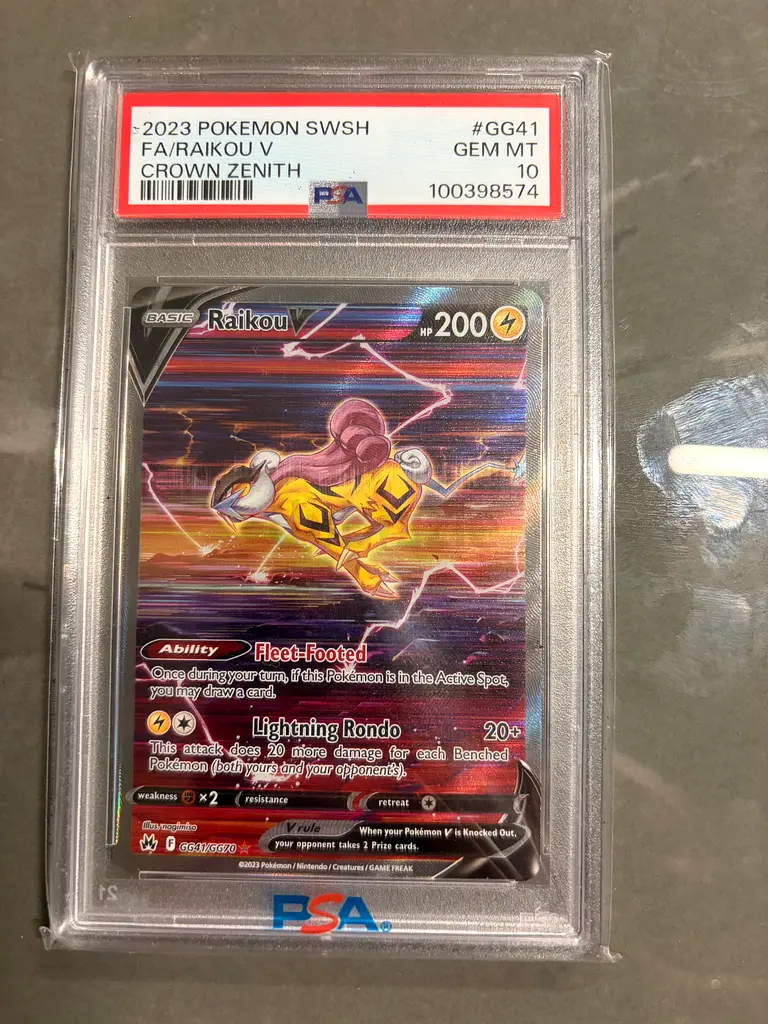 2023 POKEMON SWSH #GG41
FA/RAIKOU V GEM MT
CROWN ZENITH 10
PSA 100398574
BASIC Raikou V HP 200
Ability Fleet-Footed
Once during your turn, if this Pokémon is in the Active Spot,
you may draw a card.
Lightning Rondo 20+
This attack does 20 more damage for each Benched
Pokémon (both yours and your opponent's).
weakness ×2 resistance retreat
Illus. nagimiso
V rule When your Pokémon V is Knocked Out,
your opponent takes 2 Prize cards.
F GG41/GG70
©2023 Pokémon / Nintendo / Creatures / GAME FREAK
21
PSA®